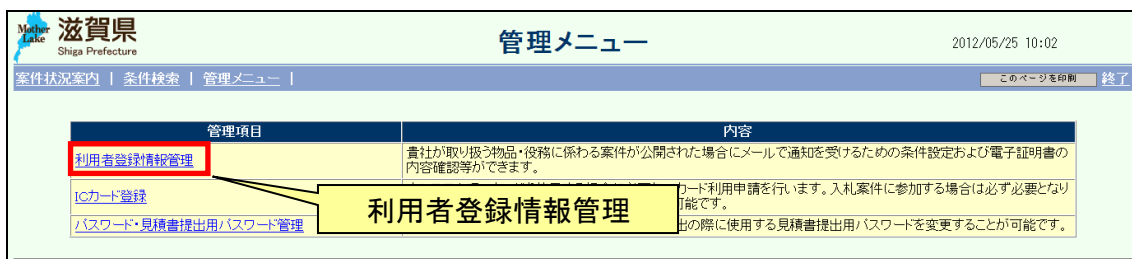 Mother Lake 滋賀県
Shiga Prefecture
管理メニュー
2012/05/25 10:02
案件状況案内 | 条件検索 | 管理メニュー |
このページを印刷 終了
管理項目 内容
利用者登録情報管理 貴社が取り扱う物品・役務に係わる案件が公開された場合にメールで通知を受けるための条件設定および電子証明書の
内容確認等ができます。
ICカード登録 カード利用申請を行います。入札案件に参加する場合は必ず必要となり
可能です。
利用者登録情報管理
パスワード・見積書提出用パスワード管理 出の際に使用する見積書提出用パスワードを変更することが可能です。